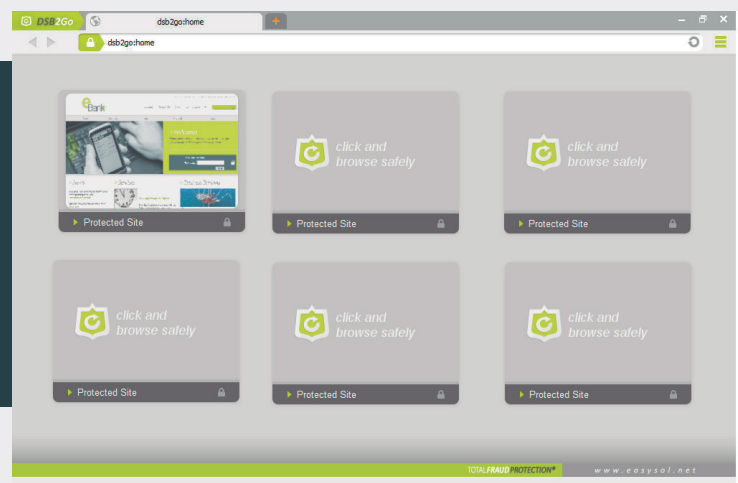 DSB2Go
dsb2go:home
dsb2go:home
Bank
Protected Site
click and
browse safely
Protected Site
click and
browse safely
Protected Site
click and
browse safely
Protected Site
click and
browse safely
Protected Site
click and
browse safely
Protected Site
TOTALFRAUDPROTECTION®
www.easysol.net